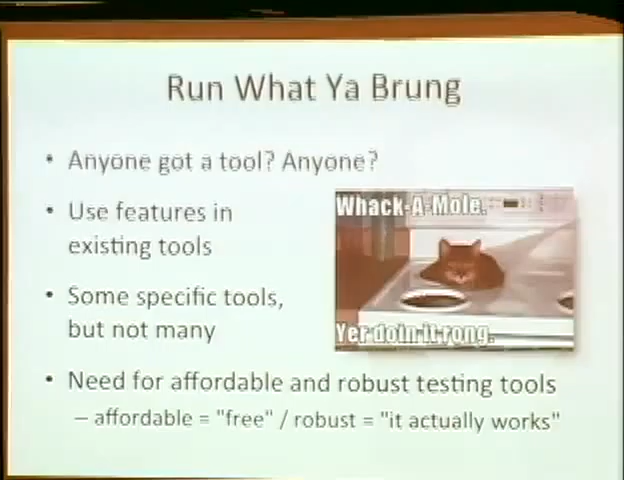 Run What Ya Brung
• Anyone got a tool? Anyone?
• Use features in
existing tools
Whack-A-Mole.
• Some specific tools,
but not many
Yer doin it rong.
• Need for affordable and robust testing tools
– affordable = "free" / robust = "it actually works"